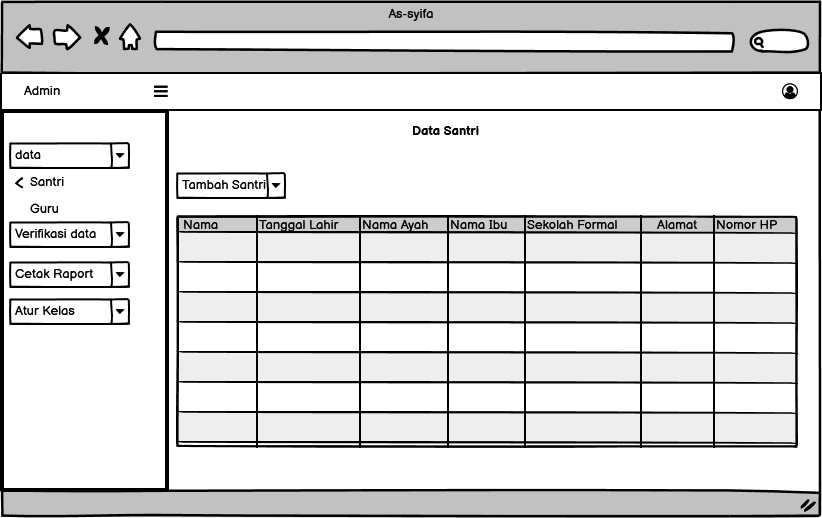 As-syifa
Admin
Data Santri
data
Santri
Guru
Verifikasi data
Cetak Raport
Atur Kelas
Tambah Santri
Nama Tanggal Lahir Nama Ayah Nama Ibu Sekolah Formal Alamat Nomor HP